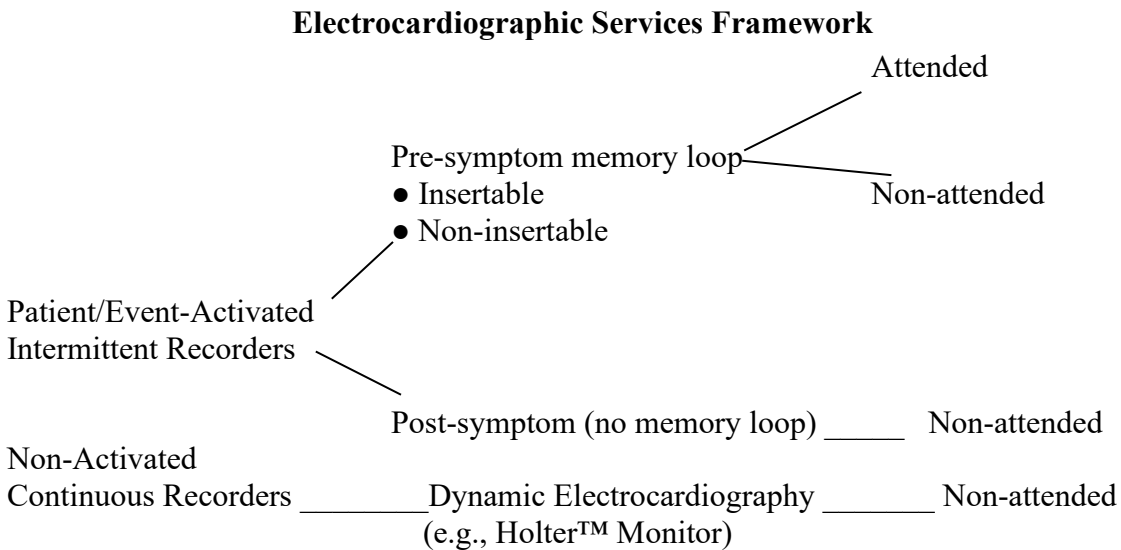 Electrocardiographic Services Framework
Attended
Pre-symptom memory loop
● Insertable
Non-attended
● Non-insertable
Patient/Event-Activated
Intermittent Recorders
Post-symptom (no memory loop) _____ Non-attended
Non-Activated
Continuous Recorders ________Dynamic Electrocardiography _______ Non-attended
(e.g., Holter™ Monitor)